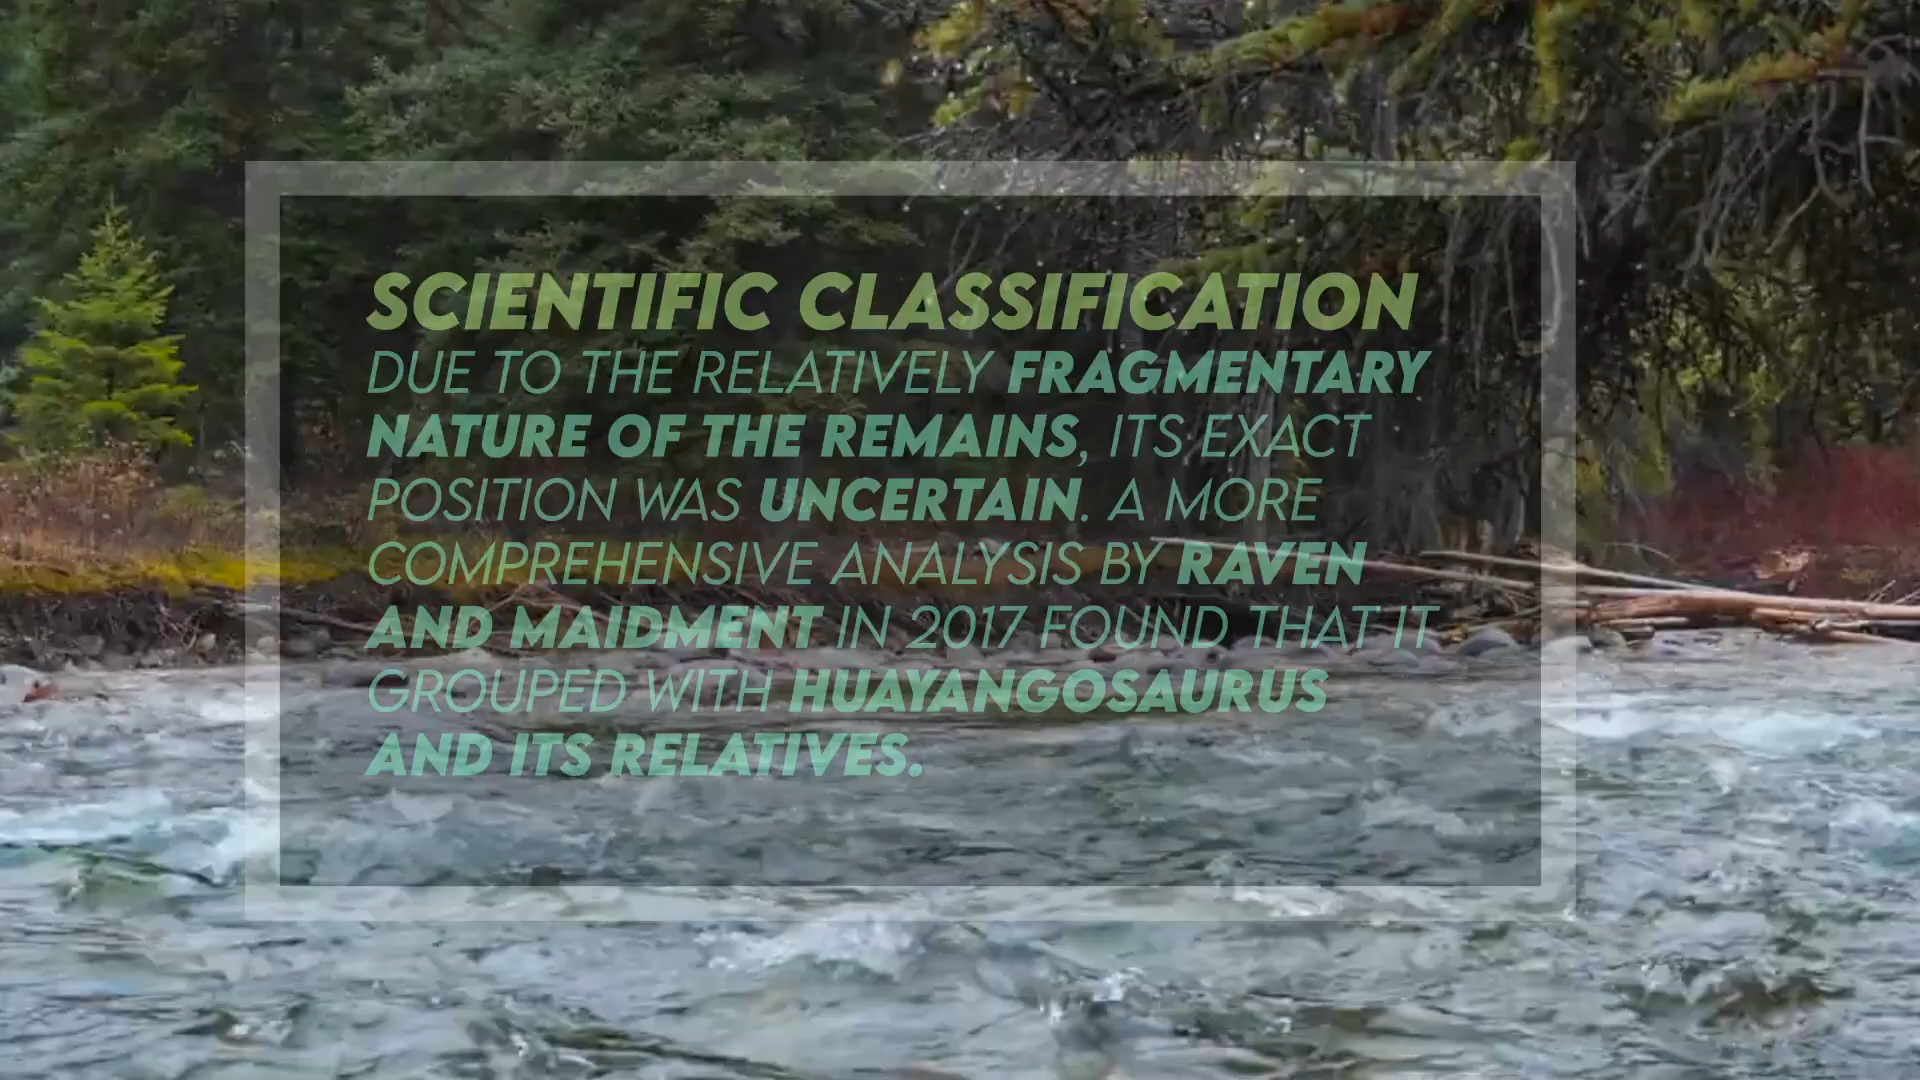 SCIENTIFIC CLASSIFICATION
DUE TO THE RELATIVELY FRAGMENTARY
NATURE OF THE REMAINS, ITS EXACT
POSITION WAS UNCERTAIN. A MORE
COMPREHENSIVE ANALYSIS BY RAVEN
AND MAIDMENT IN 2017 FOUND THAT IT
GROUPED WITH HUAYANGOSAURUS
AND ITS RELATIVES.